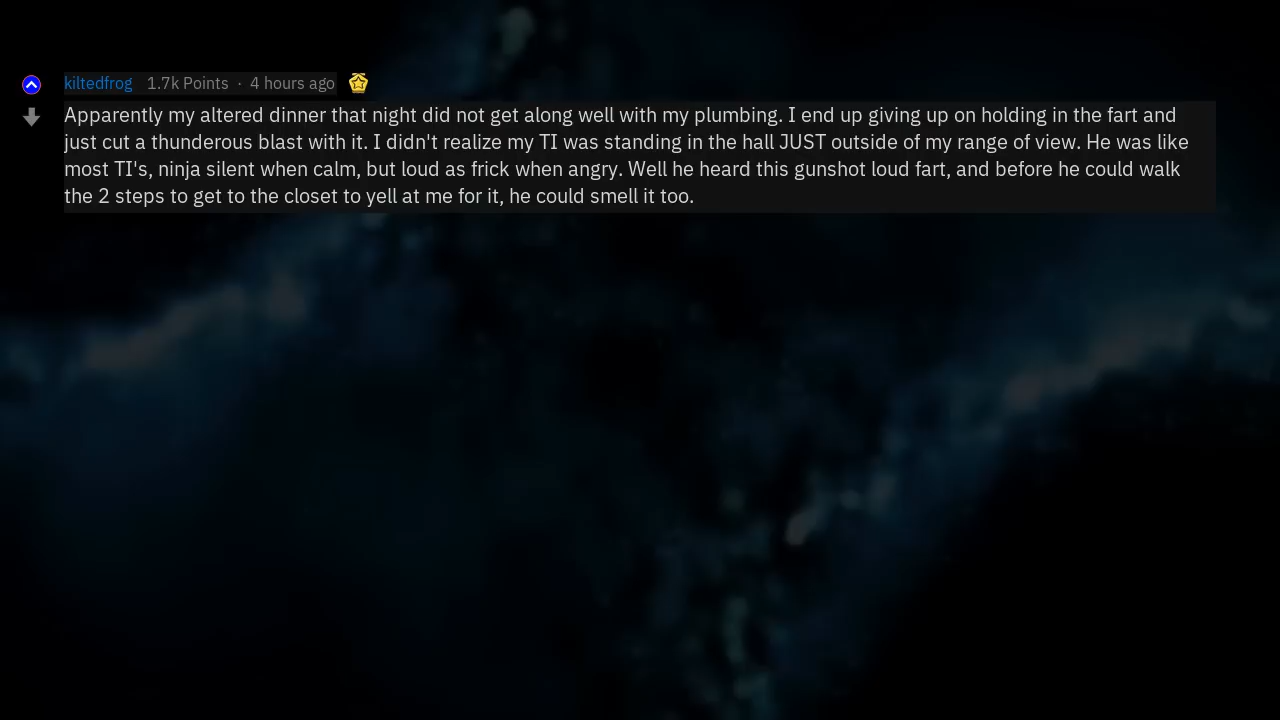 kiltedfrog 1.7k Points · 4 hours ago
Apparently my altered dinner that night did not get along well with my plumbing. I end up giving up on holding in the fart and
just cut a thunderous blast with it. I didn't realize my TI was standing in the hall JUST outside of my range of view. He was like
most TI's, ninja silent when calm, but loud as frick when angry. Well he heard this gunshot loud fart, and before he could walk
the 2 steps to get to the closet to yell at me for it, he could smell it too.